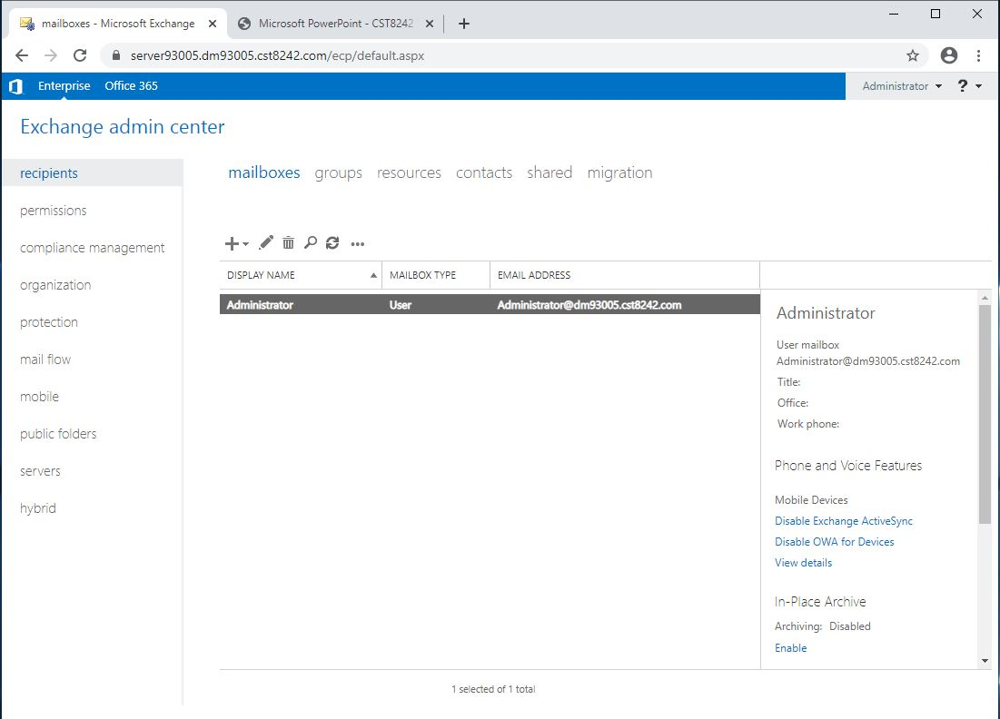 mailboxes - Microsoft Exchange
Microsoft PowerPoint - CST8242
server93005.dm93005.cst8242.com/ecp/default.aspx
Enterprise Office 365 Administrator ?
Exchange admin center
recipients
permissions
compliance management
organization
protection
mail flow
mobile
public folders
servers
hybrid
mailboxes groups resources contacts shared migration
DISPLAY NAME MAILBOX TYPE EMAIL ADDRESS
Administrator User Administrator@dm93005.cst8242.com
Administrator
User mailbox
Administrator@dm93005.cst8242.com
Title:
Office:
Work phone:
Phone and Voice Features
Mobile Devices
Disable Exchange ActiveSync
Disable OWA for Devices
View details
In-Place Archive
Archiving: Disabled
Enable
1 selected of 1 total